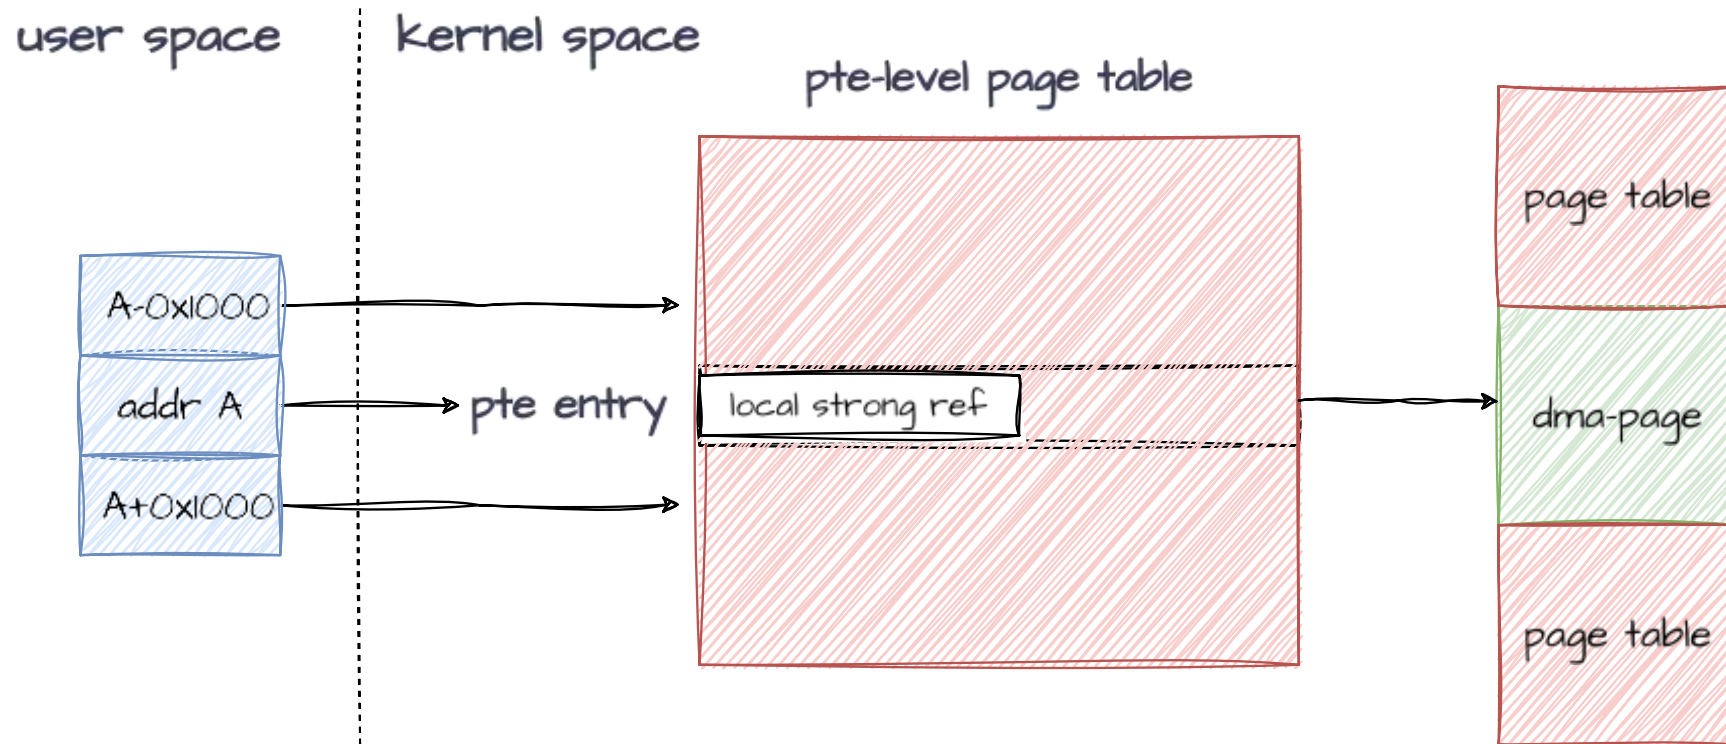 user space
kernel space
pte-level page table
page table
A-0x1000
addr A
pte entry
local strong ref
dma-page
A+0x1000
page table